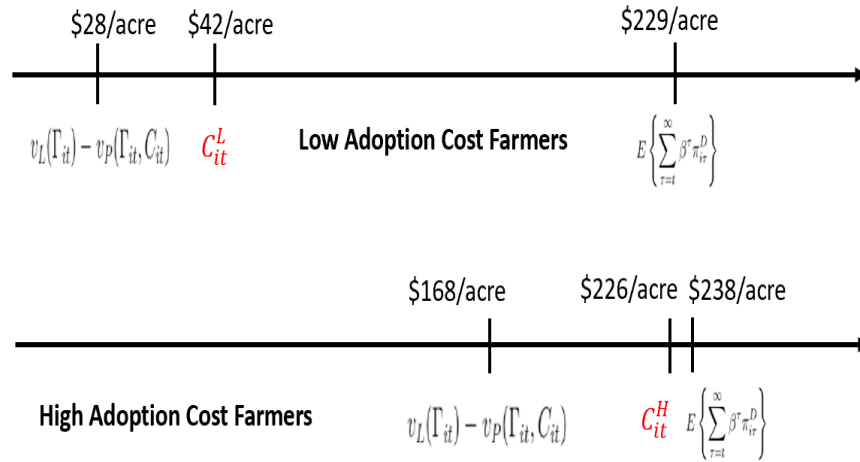 $28/acre $42/acre $229/acre
v_L(Γ_it) − v_P(Γ_it, C_it) C_it^L Low Adoption Cost Farmers E{∑_{τ=t}^{∞} β^τ π_iτ^D}
$168/acre $226/acre $238/acre
High Adoption Cost Farmers v_L(Γ_it) − v_P(Γ_it, C_it) C_it^H E{∑_{τ=t}^{∞} β^τ π_iτ^D}